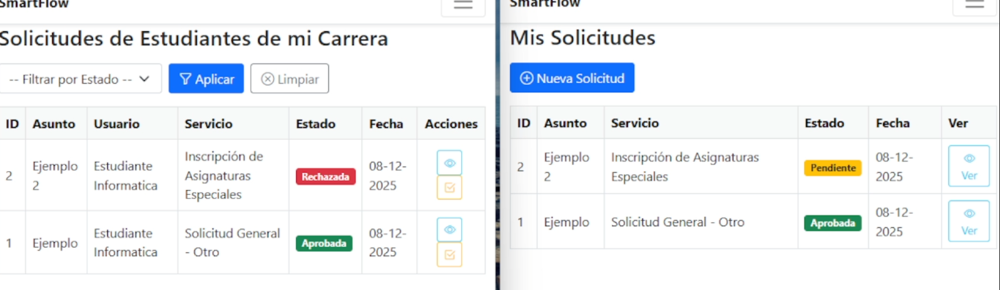 SmartFlow
Solicitudes de Estudiantes de mi Carrera
-- Filtrar por Estado --
Aplicar
Limpiar
ID Asunto Usuario Servicio Estado Fecha Acciones
2
Ejemplo
2
Estudiante
Informatica
Inscripción de
Asignaturas
Especiales
Rechazada
08-12-
2025
1
Ejemplo
Estudiante
Informatica
Solicitud General
- Otro
Aprobada
08-12-
2025
SmartFlow
Mis Solicitudes
Nueva Solicitud
ID Asunto Servicio Estado Fecha Ver
2
Ejemplo
2
Inscripción de Asignaturas
Especiales
Pendiente
08-12-
2025
Ver
1
Ejemplo
Solicitud General - Otro
Aprobada
08-12-
2025
Ver